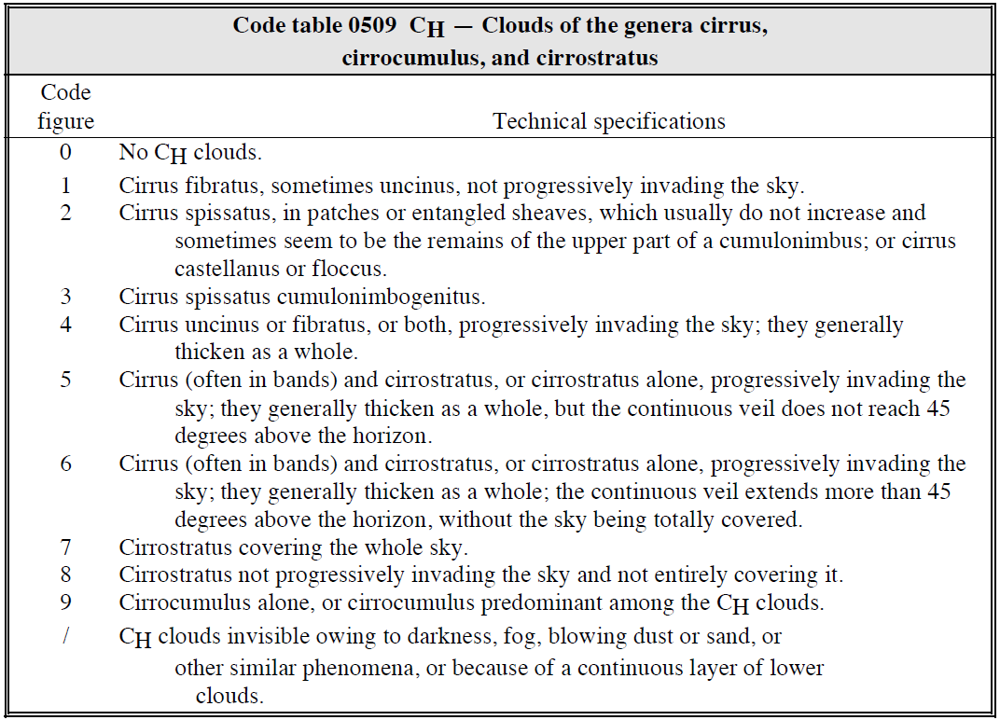 Code table 0509 CH — Clouds of the genera cirrus,
cirrocumulus, and cirrostratus
Code
figure Technical specifications
0 No CH clouds.
1 Cirrus fibratus, sometimes uncinus, not progressively invading the sky.
2 Cirrus spissatus, in patches or entangled sheaves, which usually do not increase and
sometimes seem to be the remains of the upper part of a cumulonimbus; or cirrus
castellanus or floccus.
3 Cirrus spissatus cumulonimbogenitus.
4 Cirrus uncinus or fibratus, or both, progressively invading the sky; they generally
thicken as a whole.
5 Cirrus (often in bands) and cirrostratus, or cirrostratus alone, progressively invading the
sky; they generally thicken as a whole, but the continuous veil does not reach 45
degrees above the horizon.
6 Cirrus (often in bands) and cirrostratus, or cirrostratus alone, progressively invading the
sky; they generally thicken as a whole; the continuous veil extends more than 45
degrees above the horizon, without the sky being totally covered.
7 Cirrostratus covering the whole sky.
8 Cirrostratus not progressively invading the sky and not entirely covering it.
9 Cirrocumulus alone, or cirrocumulus predominant among the CH clouds.
/ CH clouds invisible owing to darkness, fog, blowing dust or sand, or
other similar phenomena, or because of a continuous layer of lower
clouds.